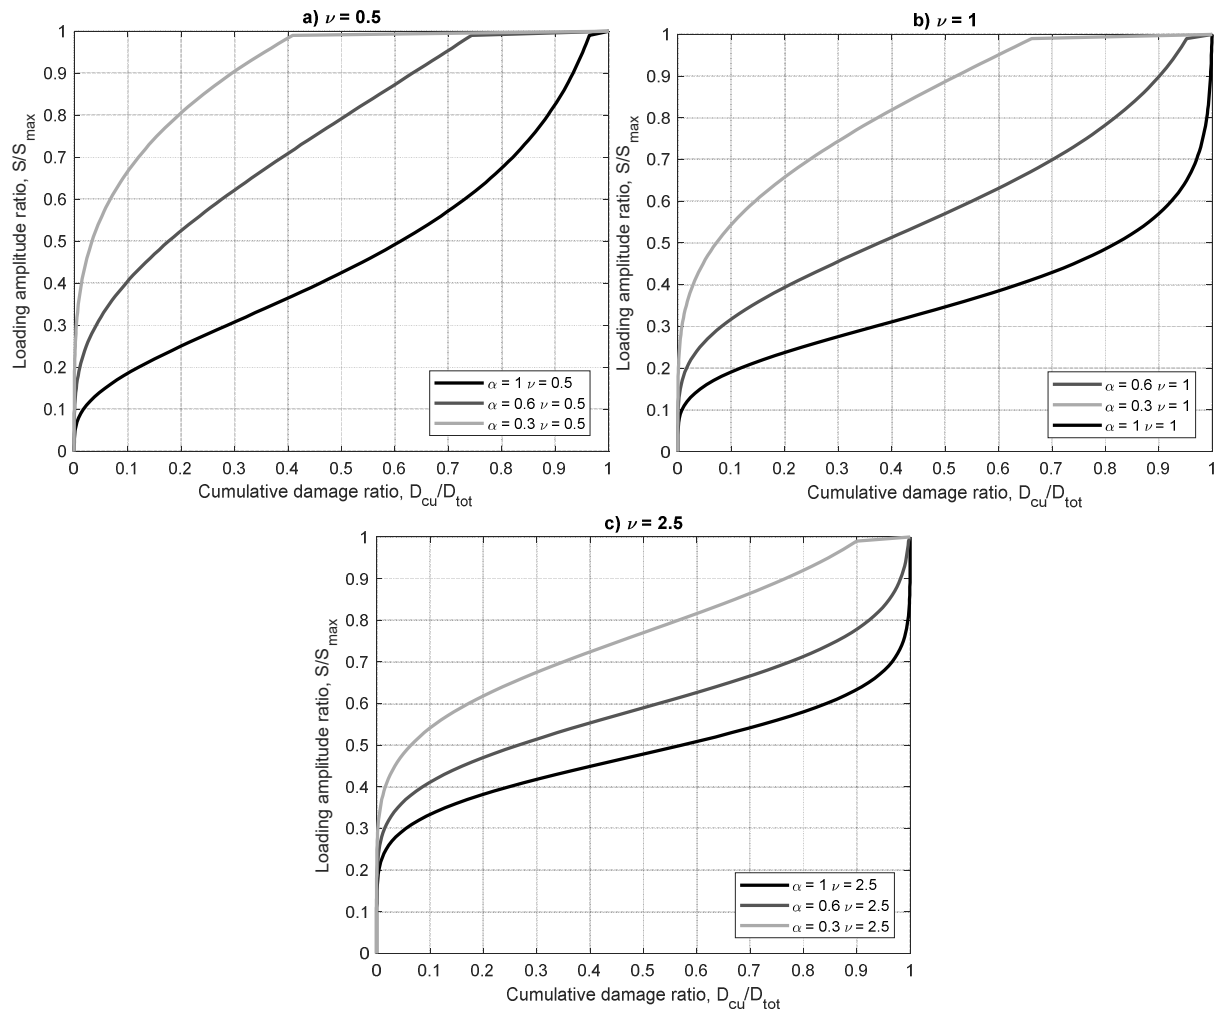 a) ν = 0.5
Loading amplitude ratio, S/Smax
1
0.9
0.8
0.7
0.6
0.5
0.4
0.3
0.2
0.1
0
α = 1 ν = 0.5
α = 0.6 ν = 0.5
α = 0.3 ν = 0.5
0 0.1 0.2 0.3 0.4 0.5 0.6 0.7 0.8 0.9 1
Cumulative damage ratio, Dcu/Dtot
b) ν = 1
Loading amplitude ratio, S/Smax
1
0.9
0.8
0.7
0.6
0.5
0.4
0.3
0.2
0.1
0
α = 0.6 ν = 1
α = 0.3 ν = 1
α = 1 ν = 1
0 0.1 0.2 0.3 0.4 0.5 0.6 0.7 0.8 0.9 1
Cumulative damage ratio, Dcu/Dtot
c) ν = 2.5
Loading amplitude ratio, S/Smax
1
0.9
0.8
0.7
0.6
0.5
0.4
0.3
0.2
0.1
0
α = 1 ν = 2.5
α = 0.6 ν = 2.5
α = 0.3 ν = 2.5
0 0.1 0.2 0.3 0.4 0.5 0.6 0.7 0.8 0.9 1
Cumulative damage ratio, Dcu/Dtot